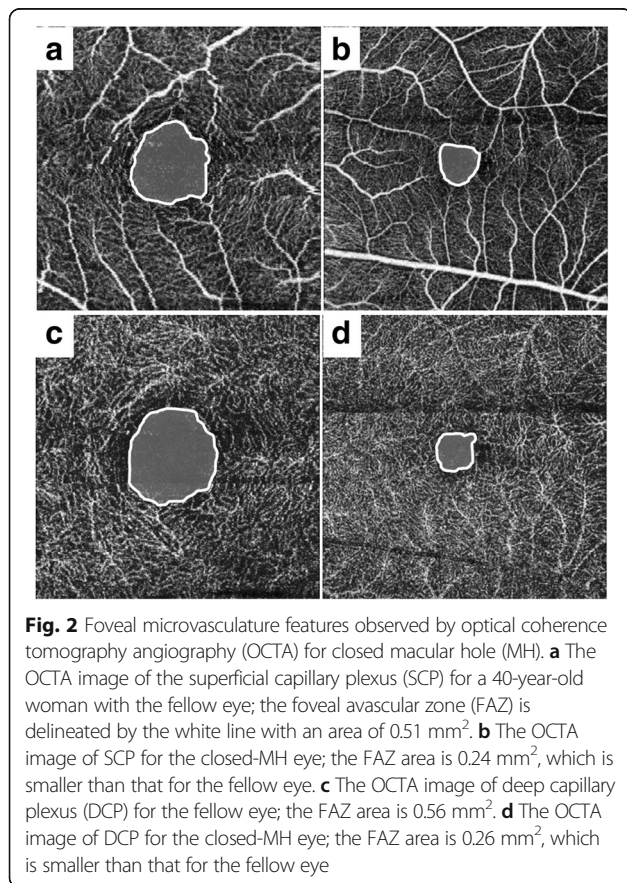 a
b
c
d
Fig. 2 Foveal microvasculature features observed by optical coherence
tomography angiography (OCTA) for closed macular hole (MH). a The
OCTA image of the superficial capillary plexus (SCP) for a 40-year-old
woman with the fellow eye; the foveal avascular zone (FAZ) is
delineated by the white line with an area of 0.51 mm². b The OCTA
image of SCP for the closed-MH eye; the FAZ area is 0.24 mm², which is
smaller than that for the fellow eye. c The OCTA image of deep capillary
plexus (DCP) for the fellow eye; the FAZ area is 0.56 mm². d The OCTA
image of DCP for the closed-MH eye; the FAZ area is 0.26 mm², which
is smaller than that for the fellow eye